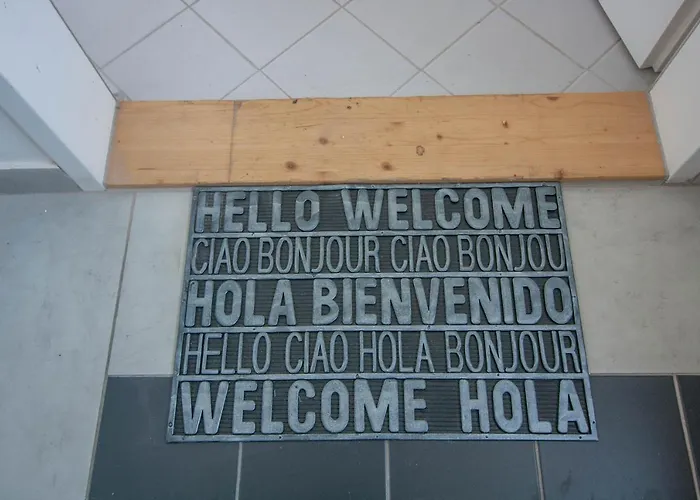 HELLO WELCOME
CIAO BONJOUR CIAO BONJOU
HOLA BIENVENIDO
HELLO CIAO HOLA BONJOUR
WELCOME HOLA